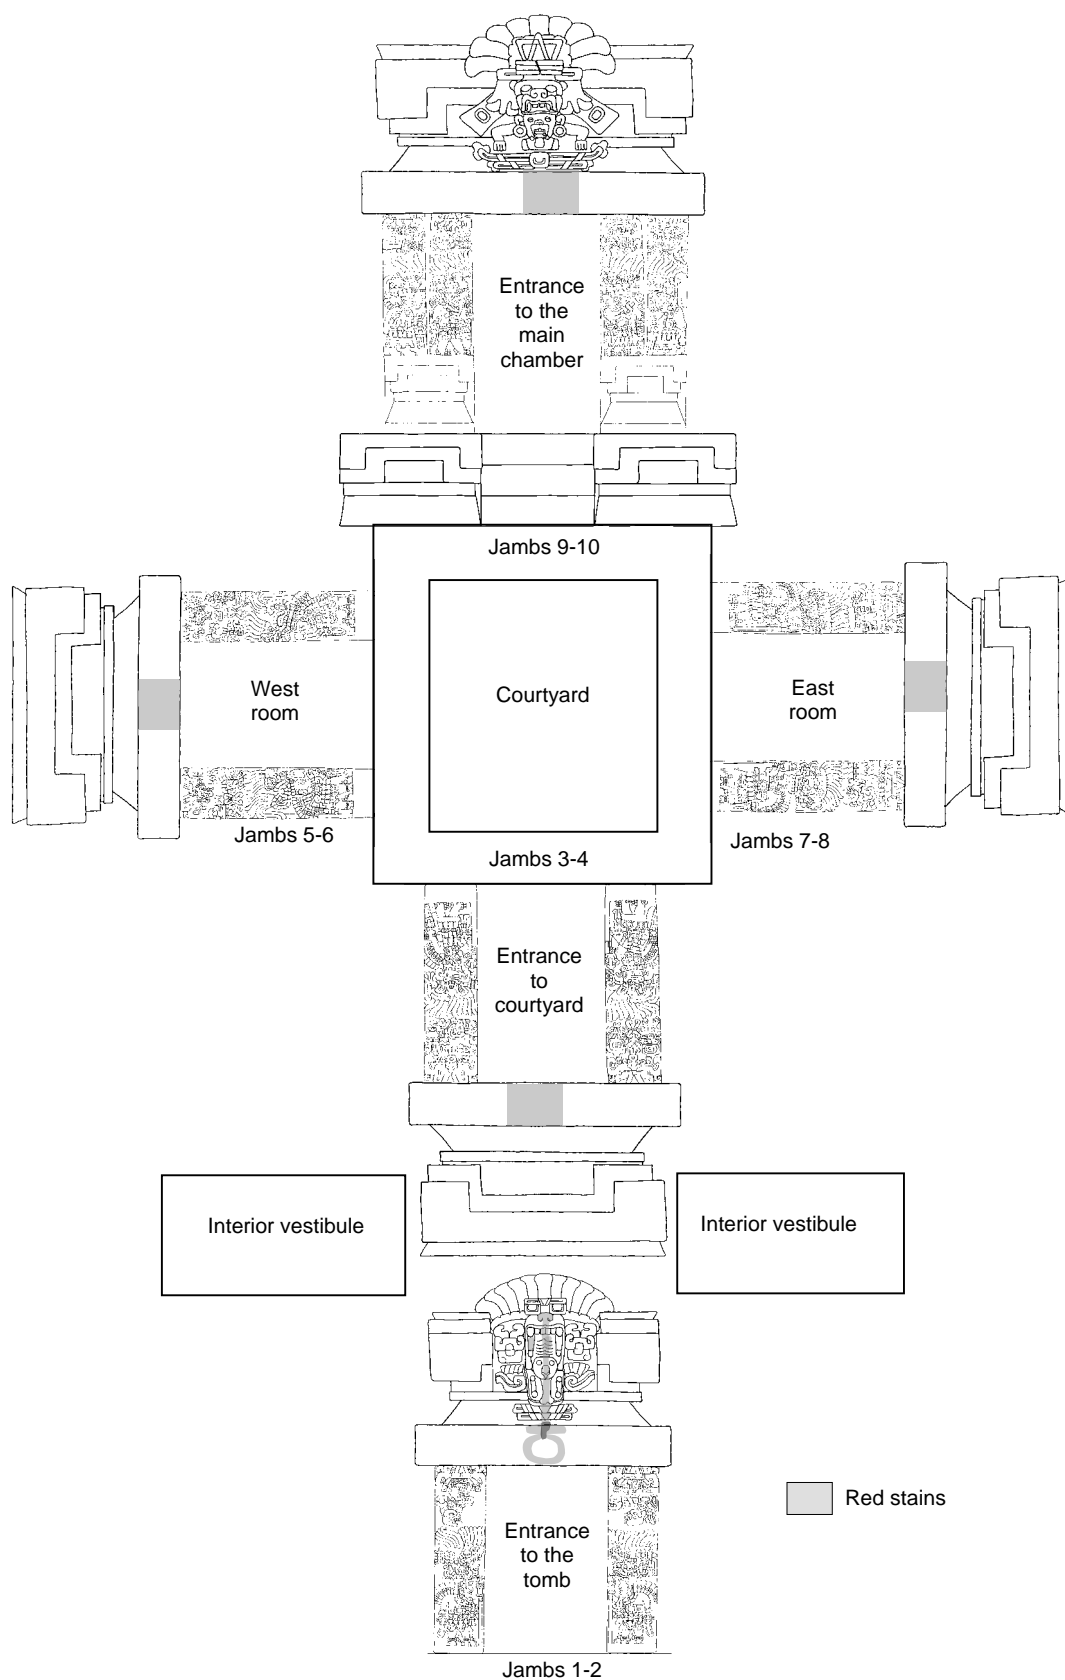 Entrance
to the
main
chamber
Jambs 9-10
West
room
Courtyard
East
room
Jambs 5-6
Jambs 3-4
Jambs 7-8
Entrance
to
courtyard
Interior vestibule
Interior vestibule
Red stains
Entrance
to the
tomb
Jambs 1-2